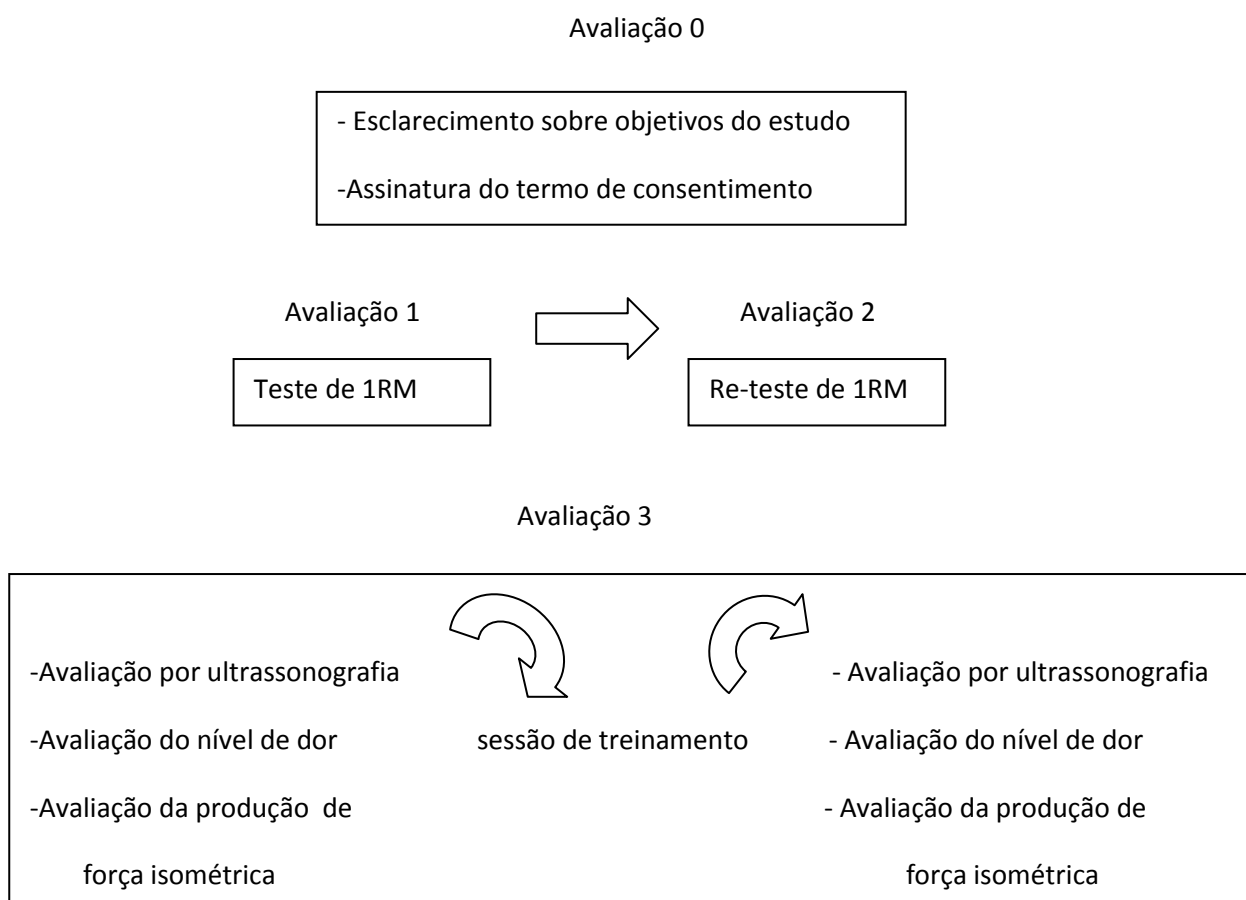 Avaliação 0
- Esclarecimento sobre objetivos do estudo
-Assinatura do termo de consentimento
Avaliação 1
Avaliação 2
Teste de 1RM
Re-teste de 1RM
Avaliação 3
-Avaliação por ultrassonografia
- Avaliação por ultrassonografia
-Avaliação do nível de dor
sessão de treinamento
- Avaliação do nível de dor
-Avaliação da produção de
- Avaliação da produção de
força isométrica
força isométrica